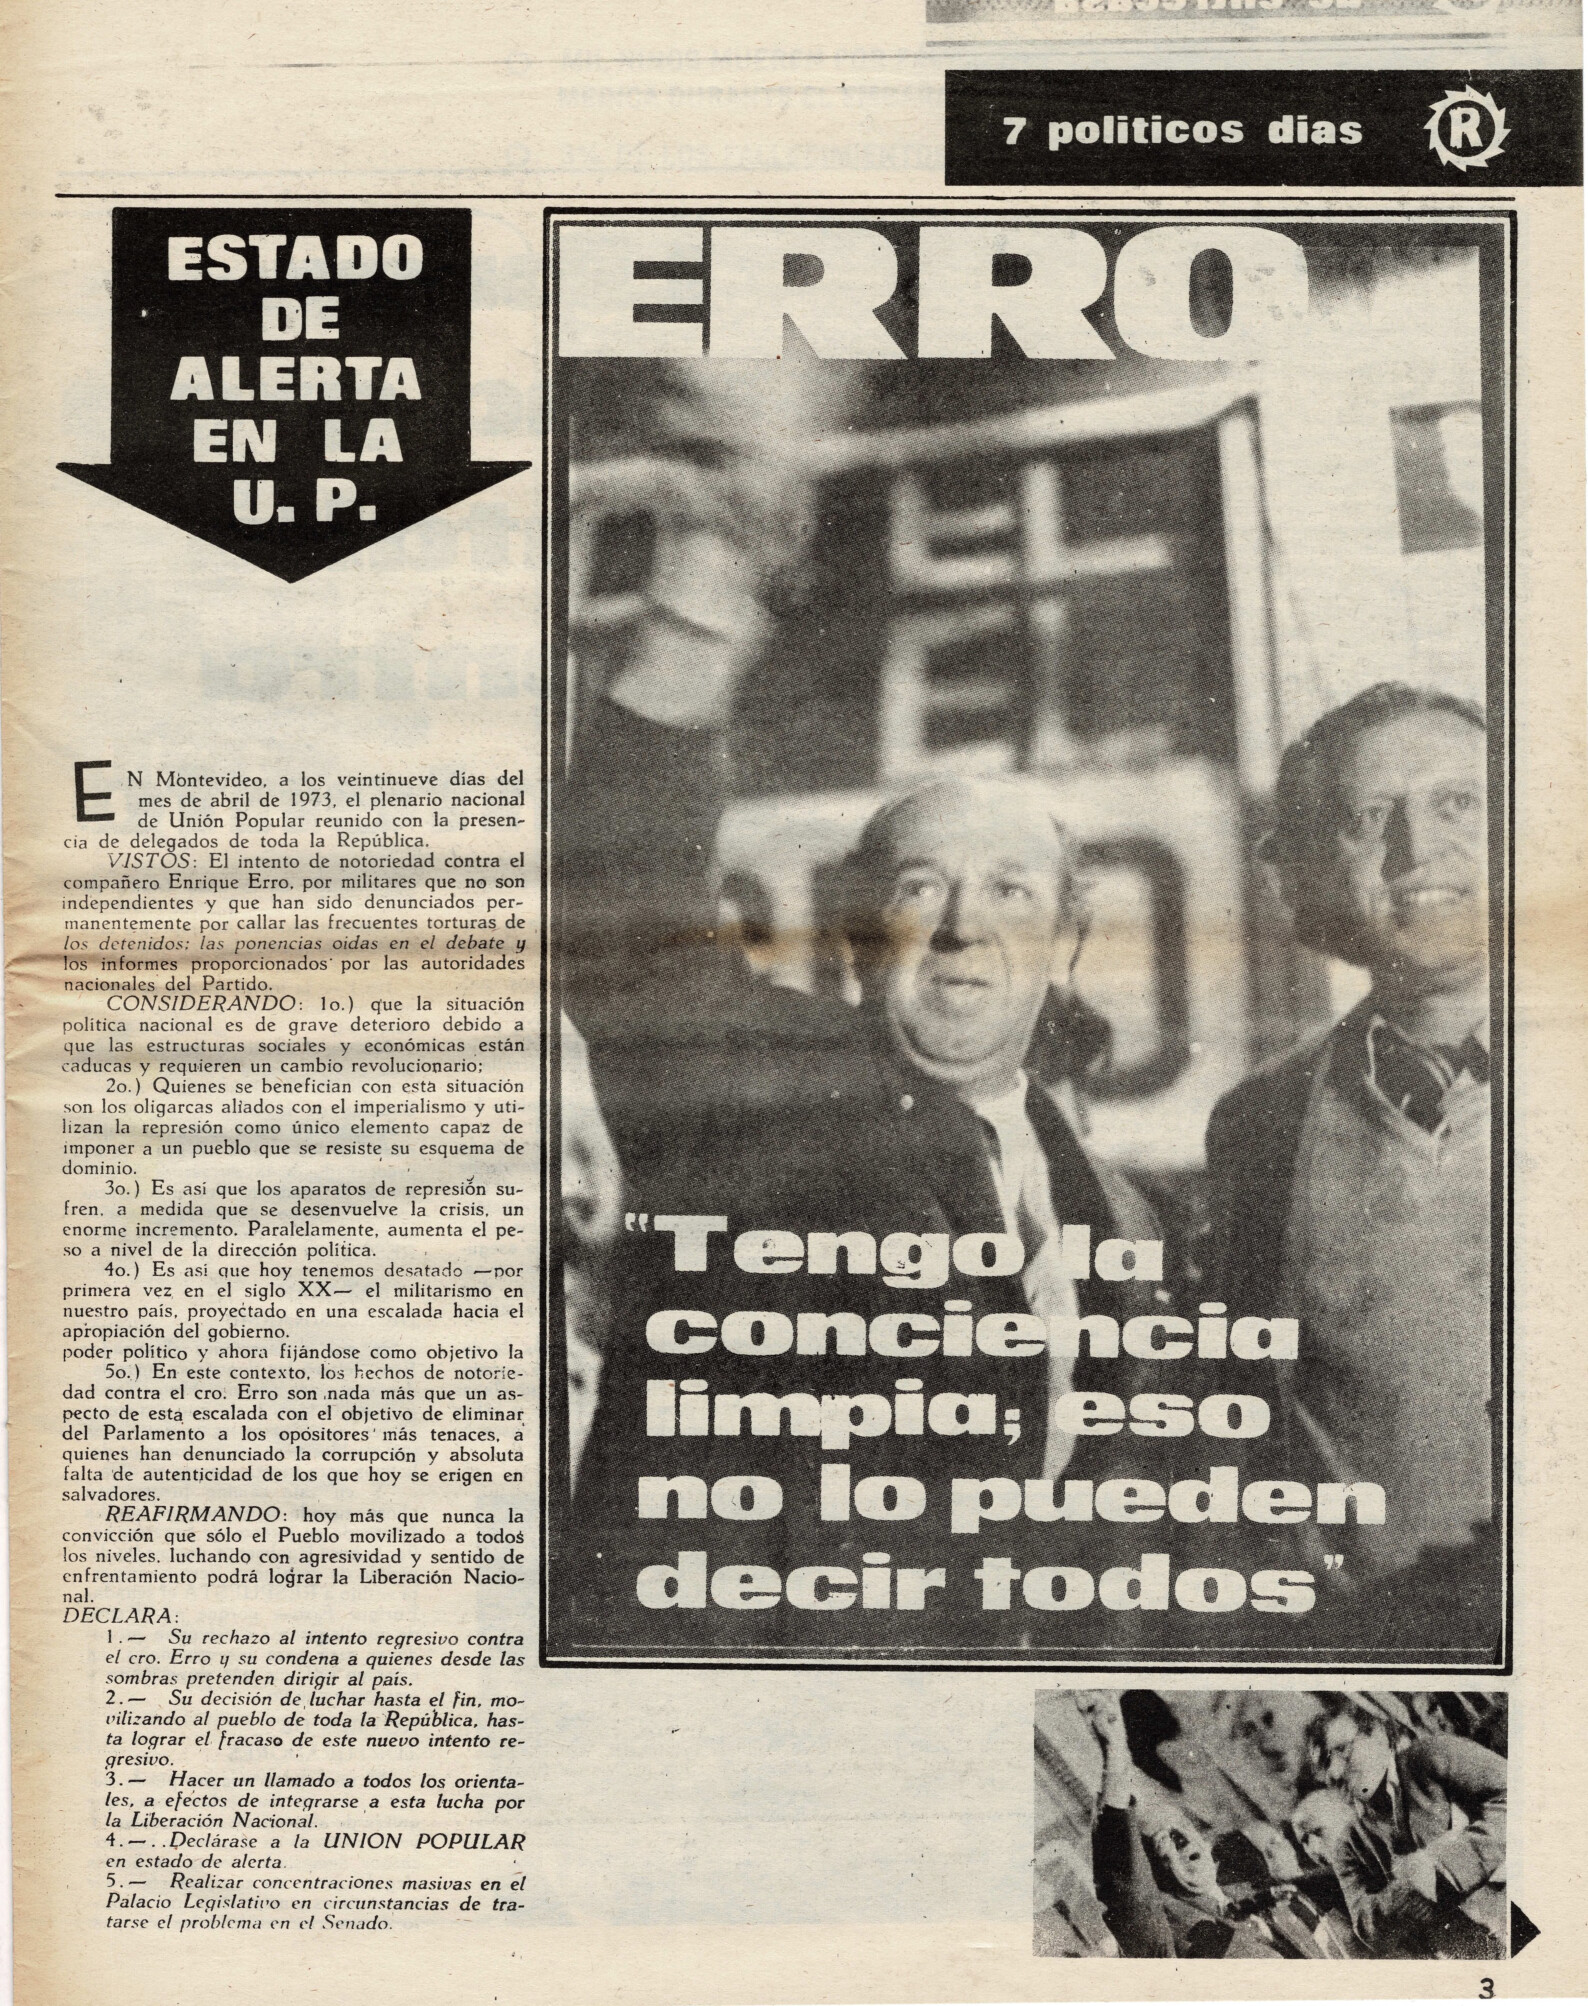 7 politicos dias
R
ESTADO
DE
ALERTA
EN LA
U. P.
EN Montevideo, a los veintinueve días del
mes de abril de 1973, el plenario nacional
de Unión Popular reunido con la presen-
cia de delegados de toda la República.
VISTOS: El intento de notoriedad contra el
compañero Enrique Erro, por militares que no son
independientes y que han sido denunciados per-
manentemente por callar las frecuentes torturas de
los detenidos; las ponencias oidas en el debate y
los informes proporcionados por las autoridades
nacionales del Partido.
CONSIDERANDO: 1o.) que la situación
política nacional es de grave deterioro debido a
que las estructuras sociales y económicas están
caducas y requieren un cambio revolucionario;
2o.) Quienes se benefician con esta situación
son los oligarcas aliados con el imperialismo y uti-
lizan la represión como único elemento capaz de
imponer a un pueblo que se resiste su esquema de
dominio.
3o.) Es así que los aparatos de represión su-
fren, a medida que se desenvuelve la crisis, un
enorme incremento. Paralelamente, aumenta el pe-
so a nivel de la dirección política.
4o.) Es así que hoy tenemos desatado —por
primera vez en el siglo XX— el militarismo en
nuestro país, proyectado en una escalada hacia el
apropiación del gobierno.
poder político y ahora fijándose como objetivo la
5o.) En este contexto, los hechos de notorie-
dad contra el cro. Erro son nada más que un as-
pecto de esta escalada con el objetivo de eliminar
del Parlamento a los opositores más tenaces, a
quienes han denunciado la corrupción y absoluta
falta de autenticidad de los que hoy se erigen en
salvadores.
REAFIRMANDO: hoy más que nunca la
convicción que sólo el Pueblo movilizado a todos
los niveles, luchando con agresividad y sentido de
enfrentamiento podrá lograr la Liberación Nacio-
nal.
DECLARA:
1.— Su rechazo al intento regresivo contra
el cro. Erro y su condena a quienes desde las
sombras pretenden dirigir al país.
2.— Su decisión de luchar hasta el fin, mo-
vilizando al pueblo de toda la República, has-
ta lograr el fracaso de este nuevo intento re-
gresivo.
3.— Hacer un llamado a todos los orienta-
les, a efectos de integrarse a esta lucha por
la Liberación Nacional.
4.—..Declárase a la UNION POPULAR
en estado de alerta.
5.— Realizar concentraciones masivas en el
Palacio Legislativo en circunstancias de tra-
tarse el problema en el Senado.
ERRO
"Tengo la
conciencia
limpia; eso
no lo pueden
decir todos"
3